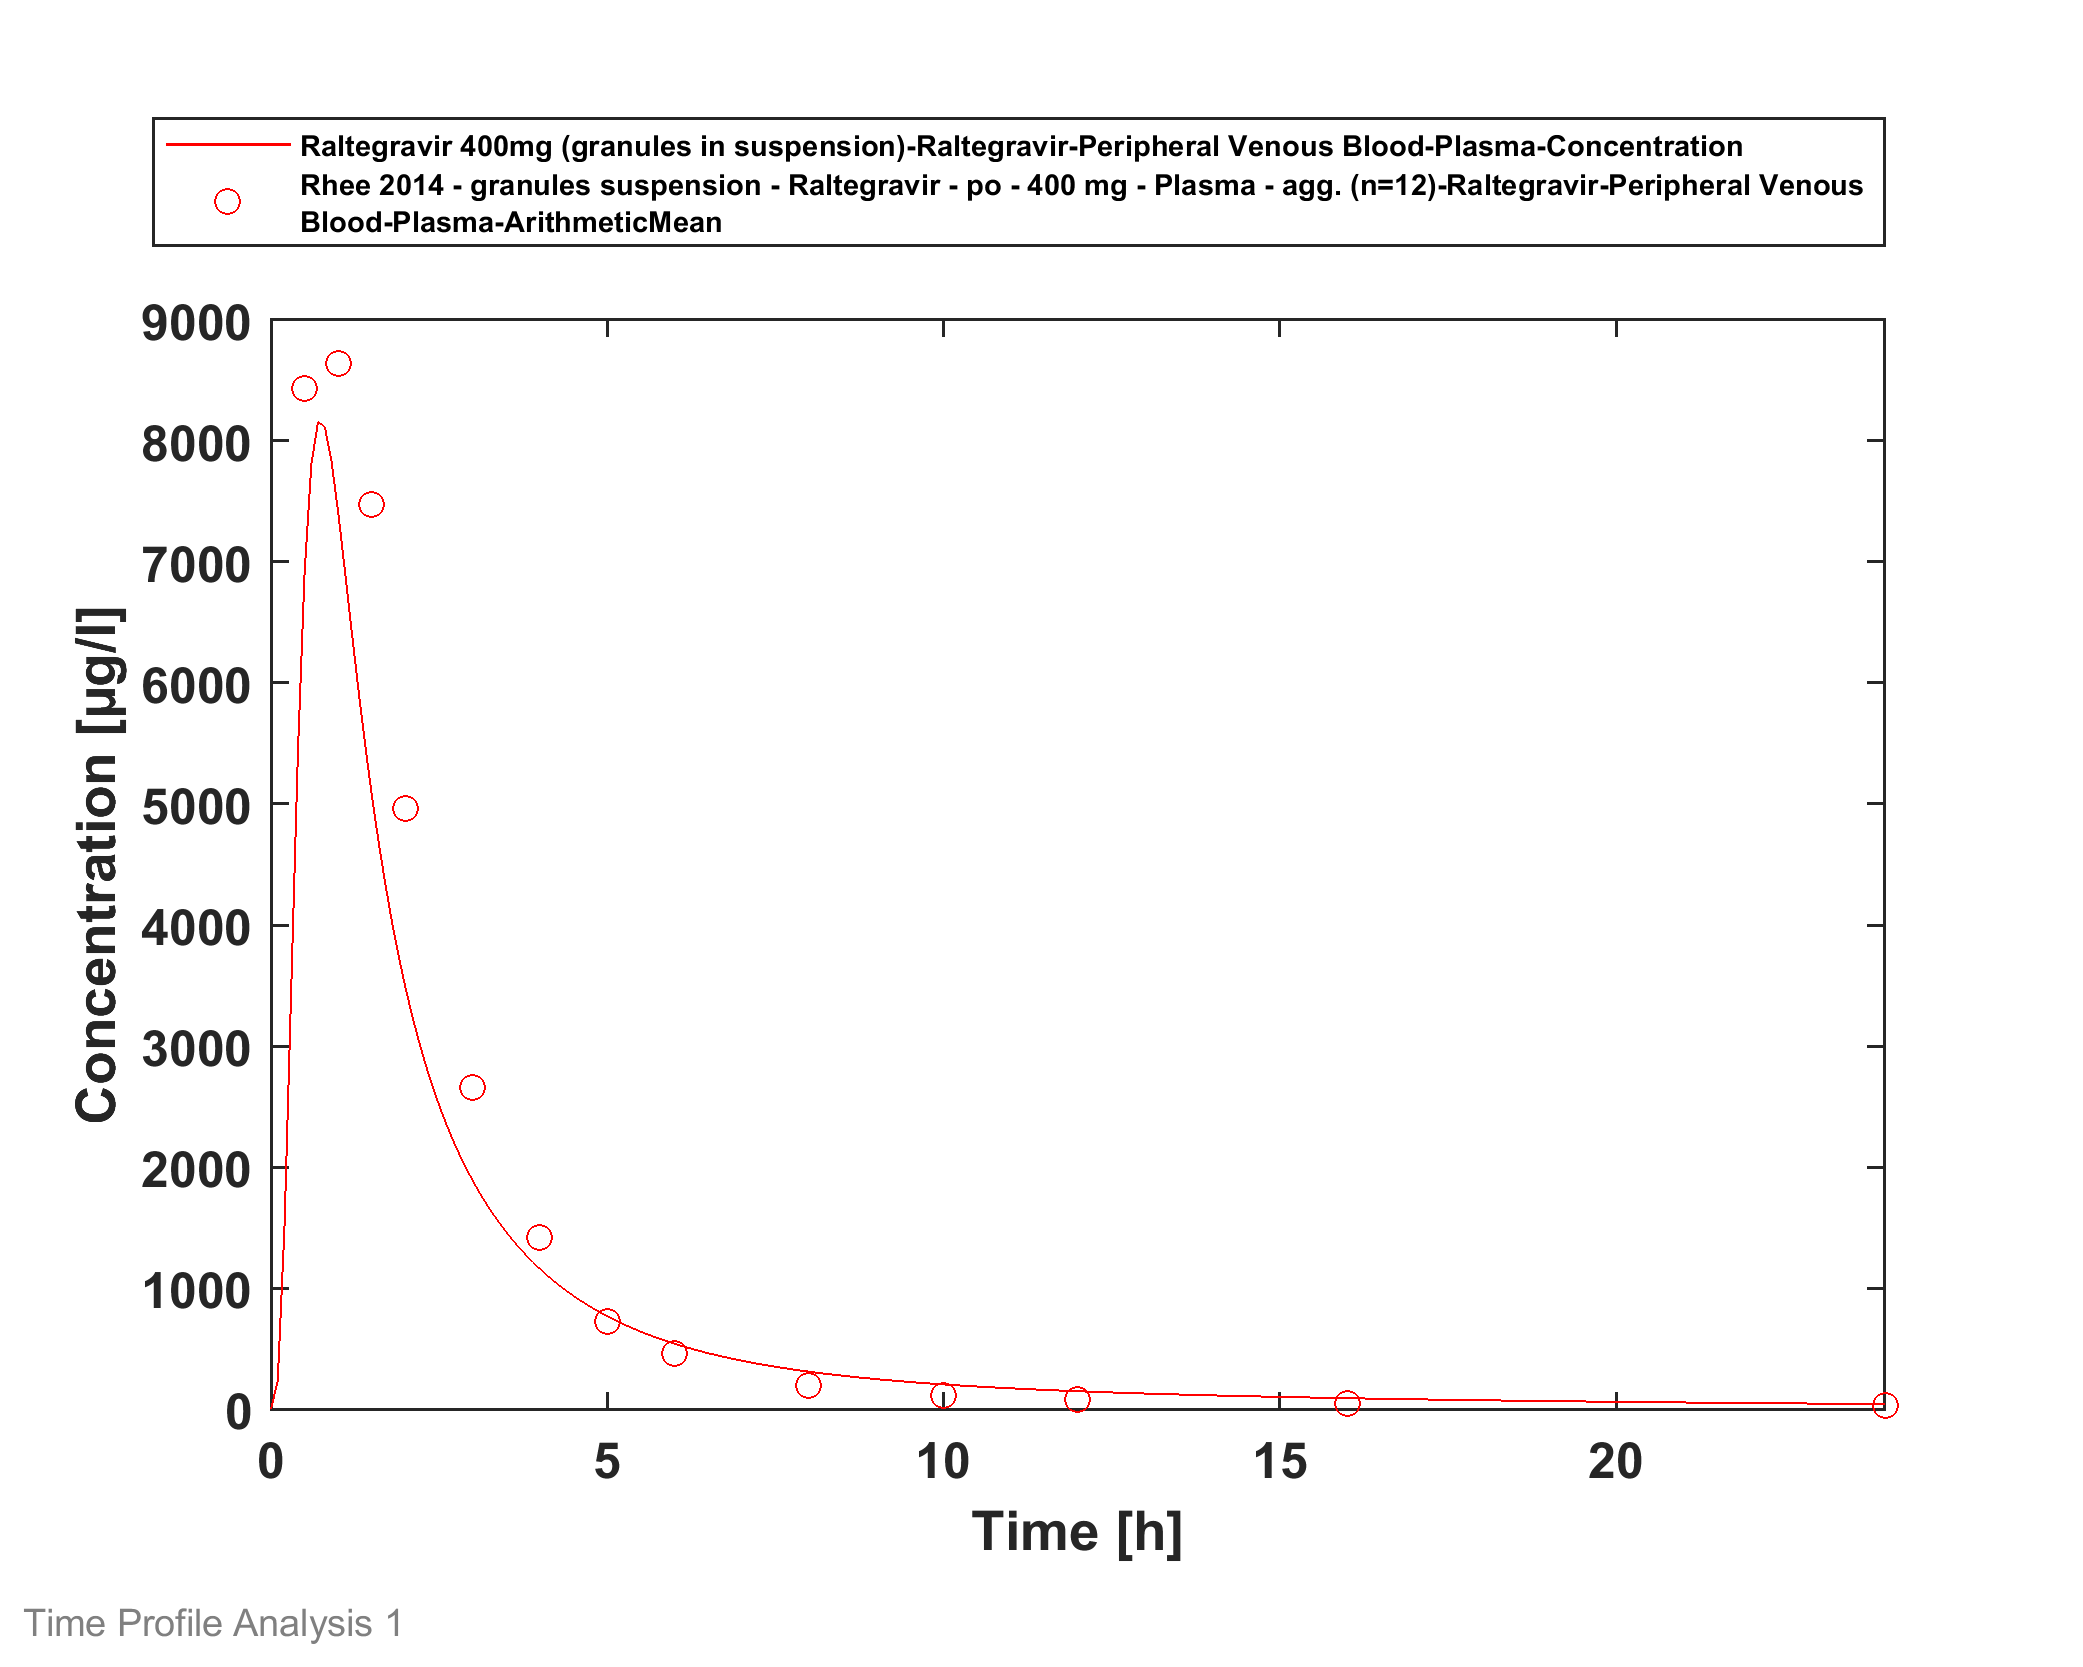 Raltegravir 400mg (granules in suspension)-Raltegravir-Peripheral Venous Blood-Plasma-Concentration
Rhee 2014 - granules suspension - Raltegravir - po - 400 mg - Plasma - agg. (n=12)-Raltegravir-Peripheral Venous
Blood-Plasma-ArithmeticMean
9000
8000
7000
6000
5000
4000
3000
2000
1000
0
Concentration [µg/l]
0 5 10 15 20
Time [h]
Time Profile Analysis 1